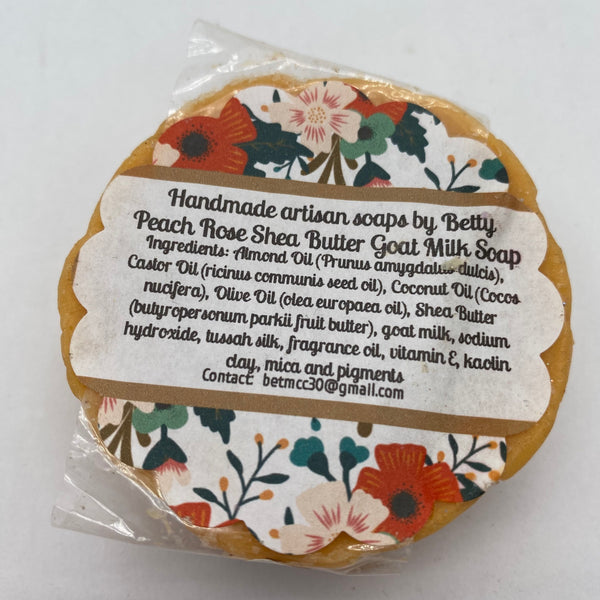 Handmade artisan soaps by Betty
Peach Rose Shea Butter Goat Milk Soap
Ingredients: Almond Oil (Prunus amygdalus dulcis),
Castor Oil (ricinus communis seed oil), Coconut Oil (Cocos
nucifera), Olive Oil (olea europaea oil), Shea Butter
(butyropersonum parkii fruit butter), goat milk, sodium
hydroxide, tussah silk, fragrance oil, vitamin E, kaolin
clay, mica and pigments
Contact: betmcc30@gmail.com